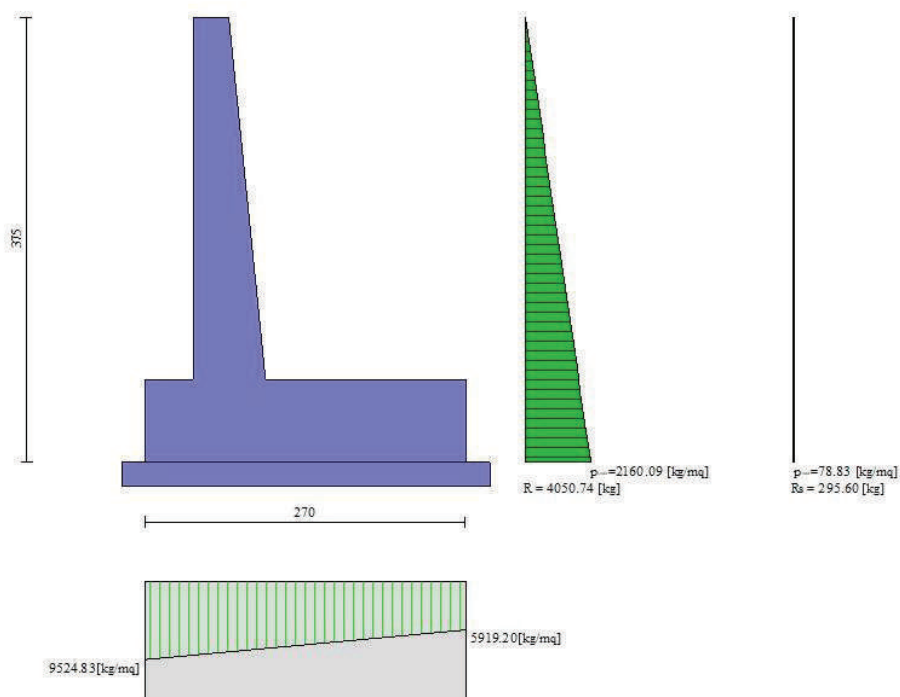 375
p =2160.09 [kg/mq]
R = 4050.74 [kg]
p =78.83 [kg/mq]
Rs = 295.60 [kg]
270
5919.20[kg/mq]
9524.83[kg/mq]